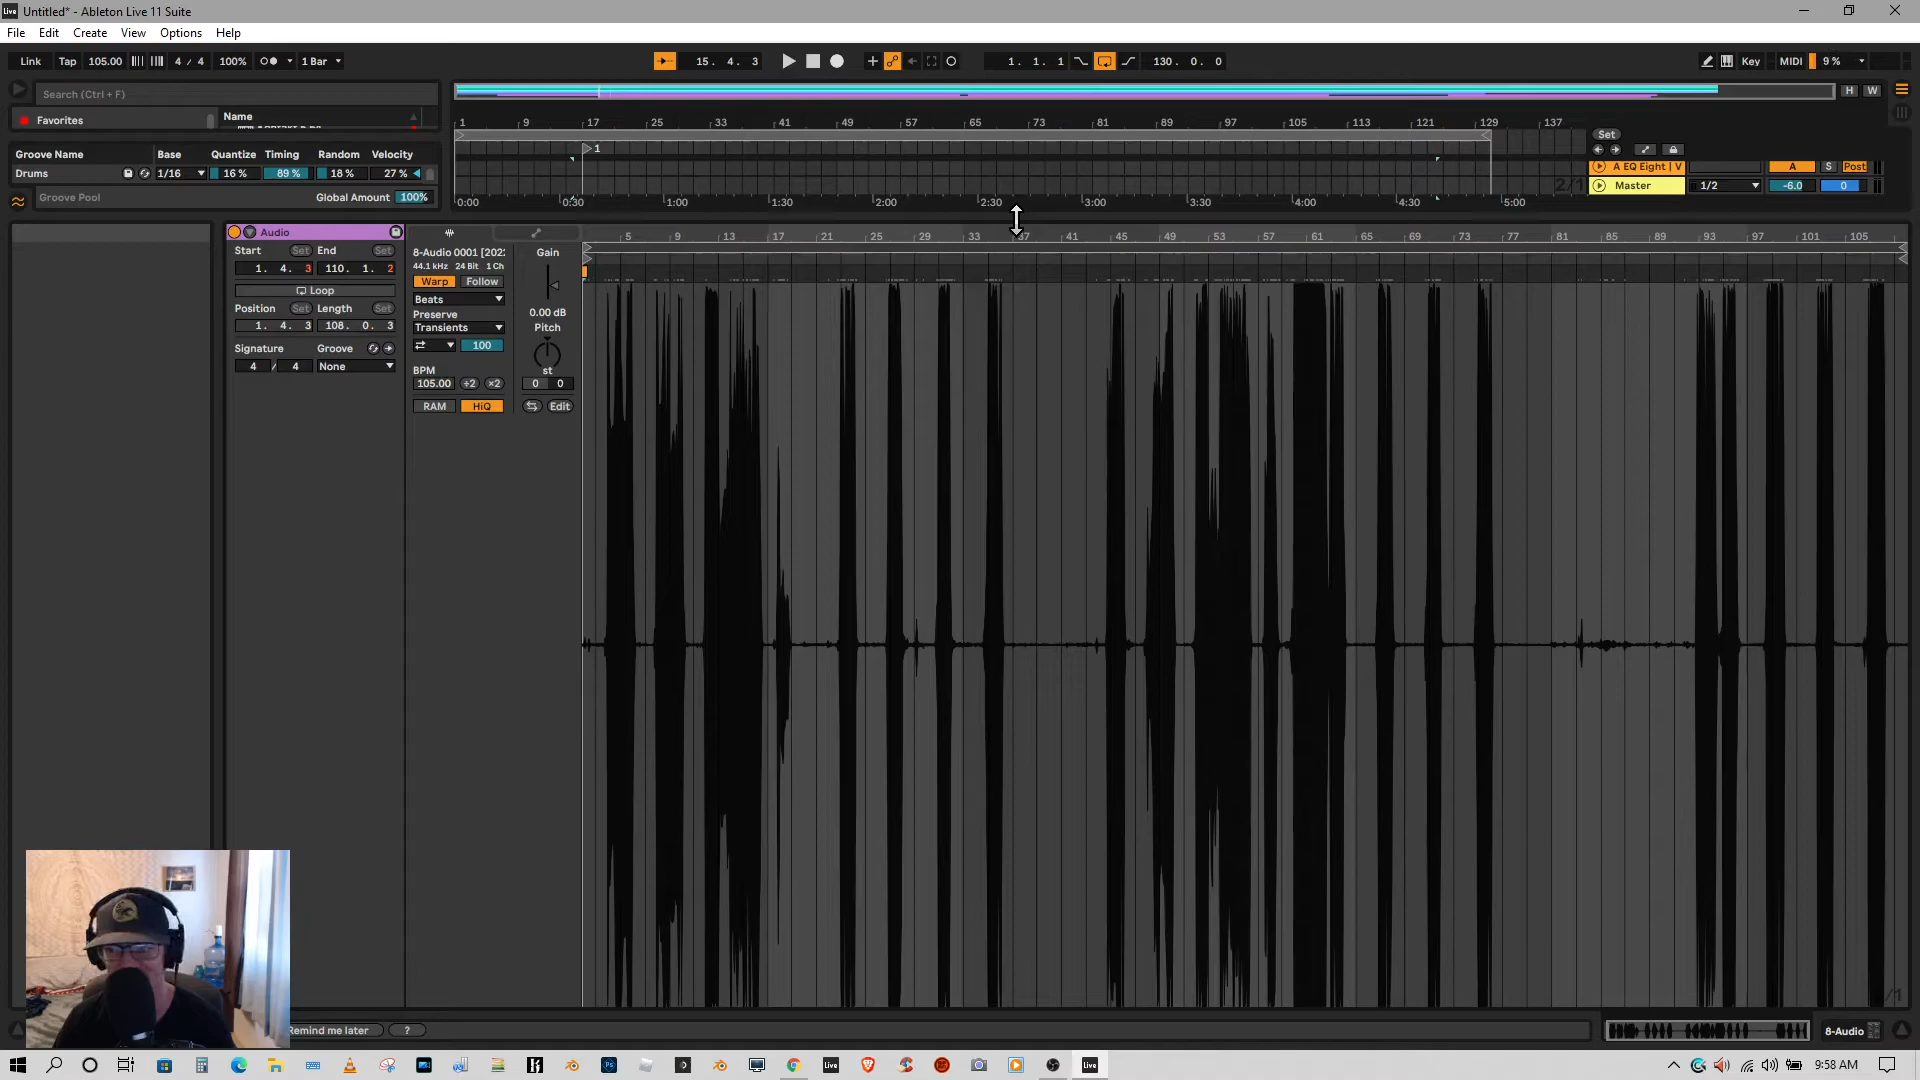 Live Untitled* - Ableton Live 11 Suite
File Edit Create View Options Help
Link Tap 105.00 4 / 4 100% 1 Bar 15. 4. 3 1. 1. 1 130. 0. 0 Key MIDI 9 %
Search (Ctrl + F) H W
Favorites Name
1 9 17 25 33 41 49 57 65 73 81 89 97 105 113 121 129 137
Set
Groove Name Base Quantize Timing Random Velocity
1
Drums 1/16 16 % 89 % 18 % 27 %
A EQ Eight | V A S Post
2/1 Master 1/2 -6.0 0
Groove Pool Global Amount 100%
0:00 0:30 1:00 1:30 2:00 2:30 3:00 3:30 4:00 4:30 5:00
Audio
5 9 13 17 21 25 29 33 37 41 45 49 53 57 61 65 69 73 77 81 85 89 93 97 101 105
Start Set End Set
8-Audio 0001 [202
Gain
1. 4. 3 110. 1. 2
44.1 kHz 24 Bit 1 Ch
Warp Follow
Loop
Beats
Position Set Length Set
Preserve
0.00 dB
1. 4. 3 108. 0. 3
Transients
Pitch
100
Signature Groove
4 / 4 None
BPM
st
105.00 ÷2 ×2
0 0
RAM HiQ
Edit
/1
Remind me later ?
8-Audio
Live Live 9:58 AM